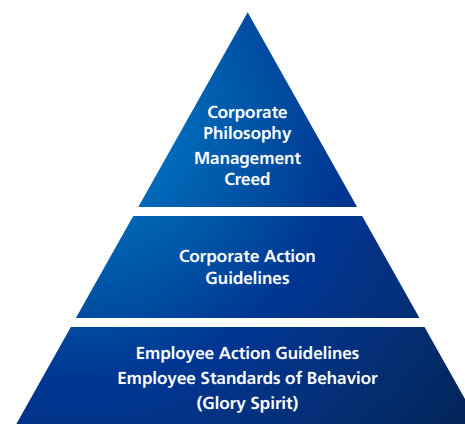 Corporate
Philosophy
Management
Creed
Corporate Action
Guidelines
Employee Action Guidelines
Employee Standards of Behavior
(Glory Spirit)